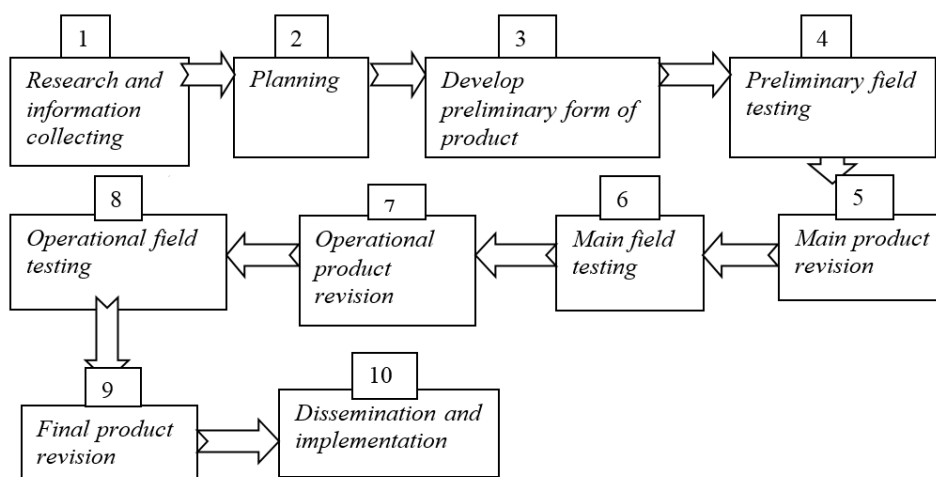 1
Research and
information
collecting
2
Planning
3
Develop
preliminary form of
product
4
Preliminary field
testing
5
Main product
revision
6
Main field
testing
7
Operational
product
revision
8
Operational field
testing
9
Final product
revision
10
Dissemination and
implementation